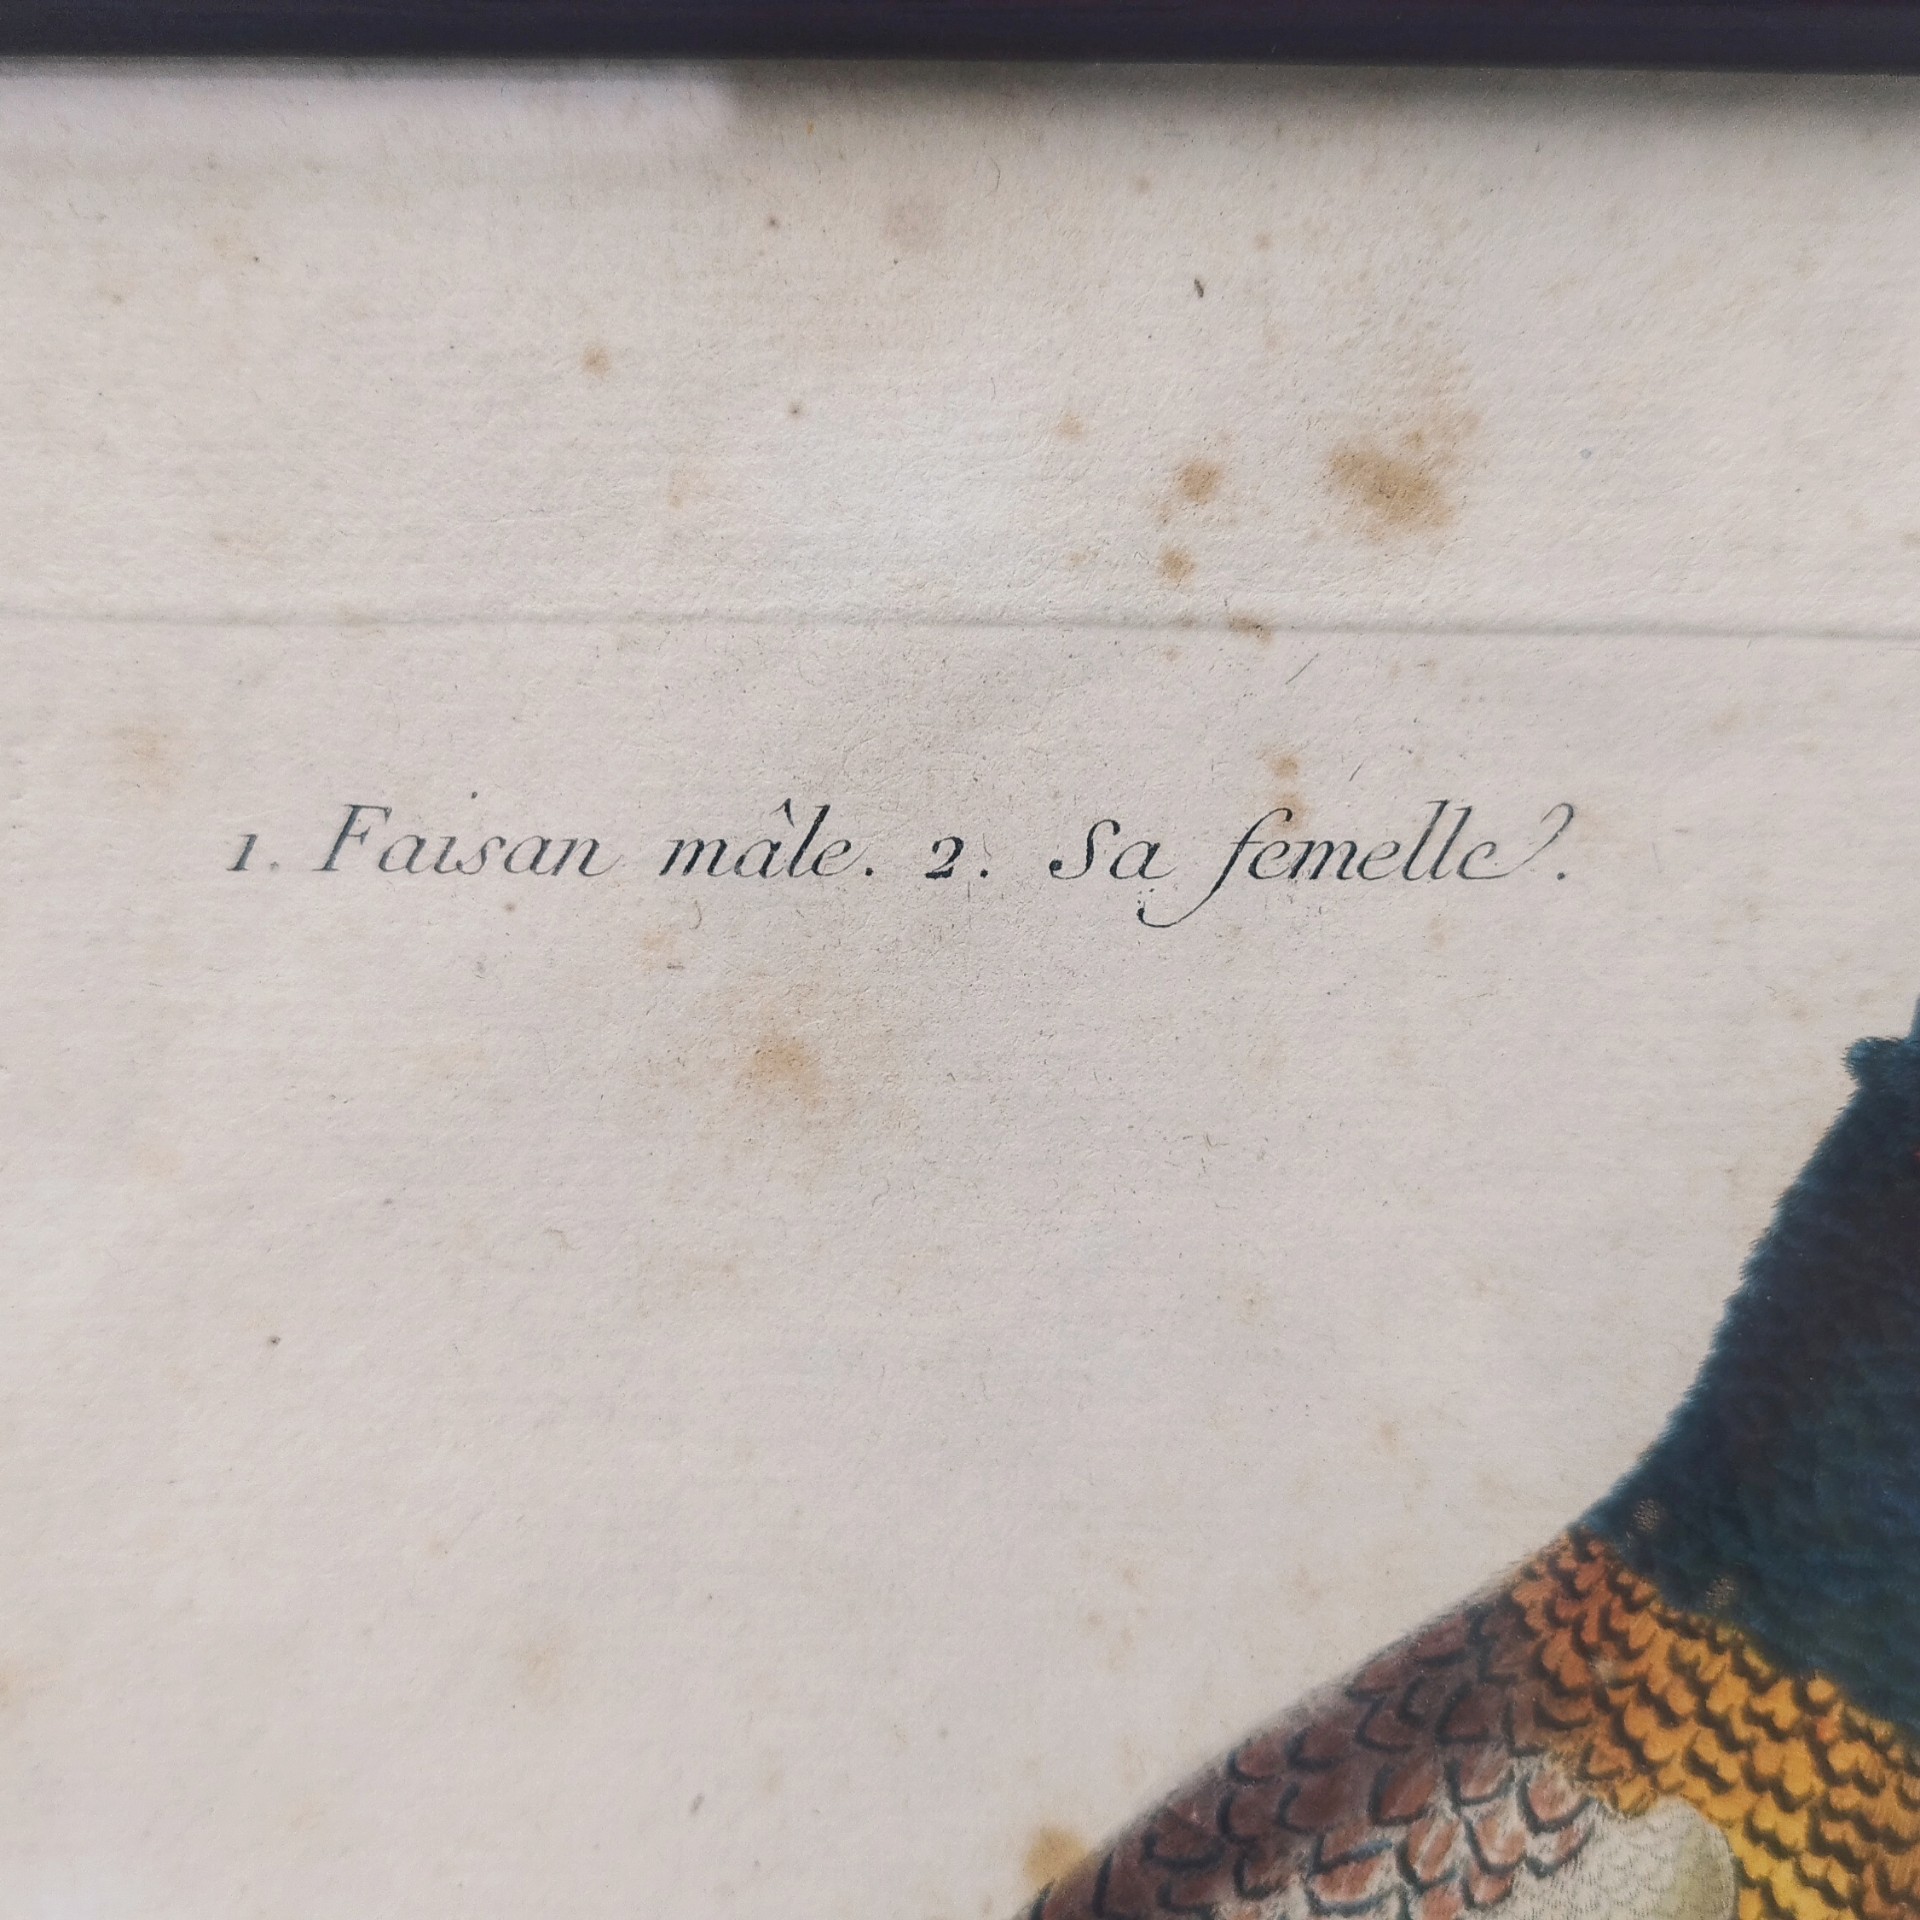 1. Faisan mâle. 2. Sa femelle.